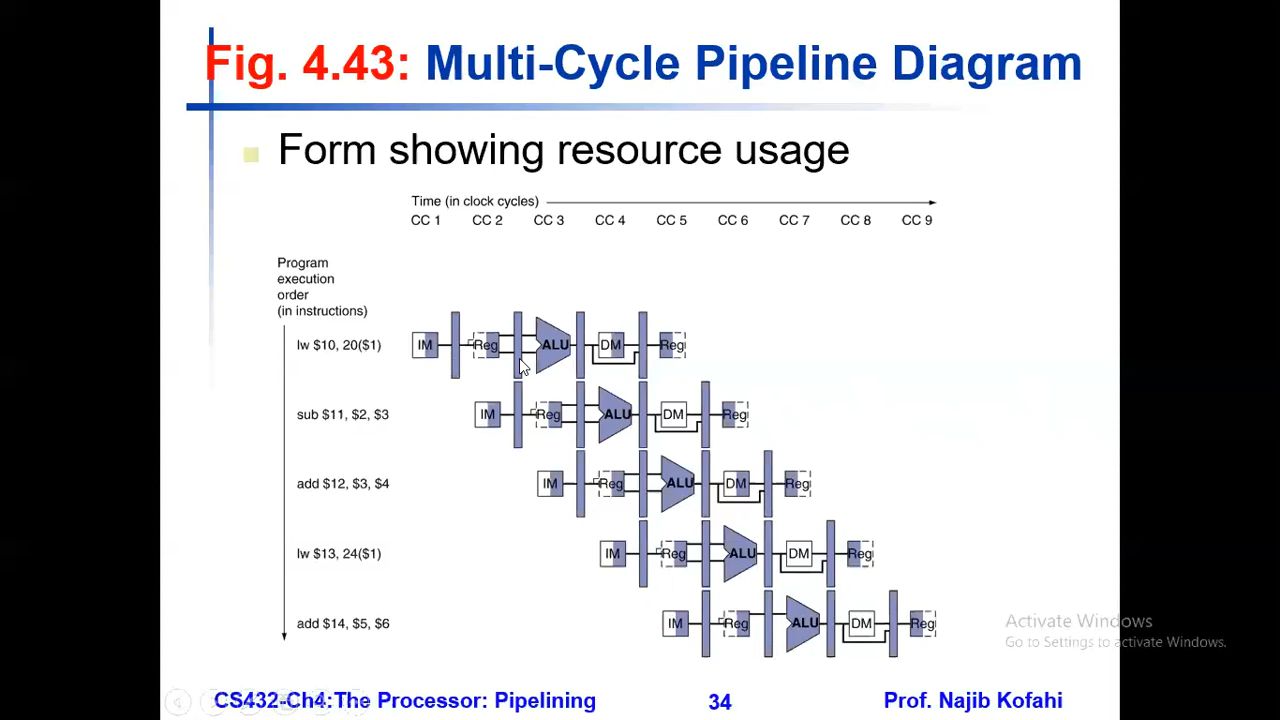 Fig. 4.43: Multi-Cycle Pipeline Diagram
Form showing resource usage
Time (in clock cycles)
CC 1 CC 2 CC 3 CC 4 CC 5 CC 6 CC 7 CC 8 CC 9
Program
execution
order
(in instructions)
lw $10, 20($1) IM Reg ALU DM Reg
sub $11, $2, $3 IM Reg ALU DM Reg
add $12, $3, $4 IM Reg ALU DM Reg
lw $13, 24($1) IM Reg ALU DM Reg
add $14, $5, $6 IM Reg ALU DM Reg
Activate Windows
Go to Settings to activate Windows.
CS432-Ch4:The Processor: Pipelining 34 Prof. Najib Kofahi